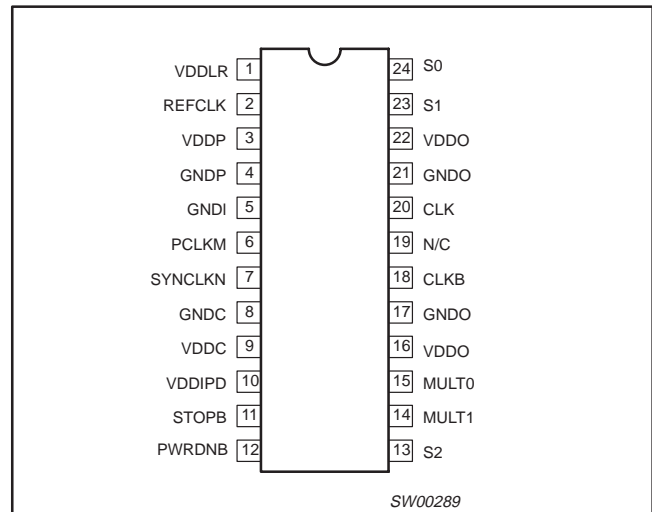 VDDLR 1 24 S0
REFCLK 2 23 S1
VDDP 3 22 VDDO
GNDP 4 21 GNDO
GNDI 5 20 CLK
PCLKM 6 19 N/C
SYNCLKN 7 18 CLKB
GNDC 8 17 GNDO
VDDC 9 16 VDDO
VDDIPD 10 15 MULT0
STOPB 11 14 MULT1
PWRDNB 12 13 S2
SW00289